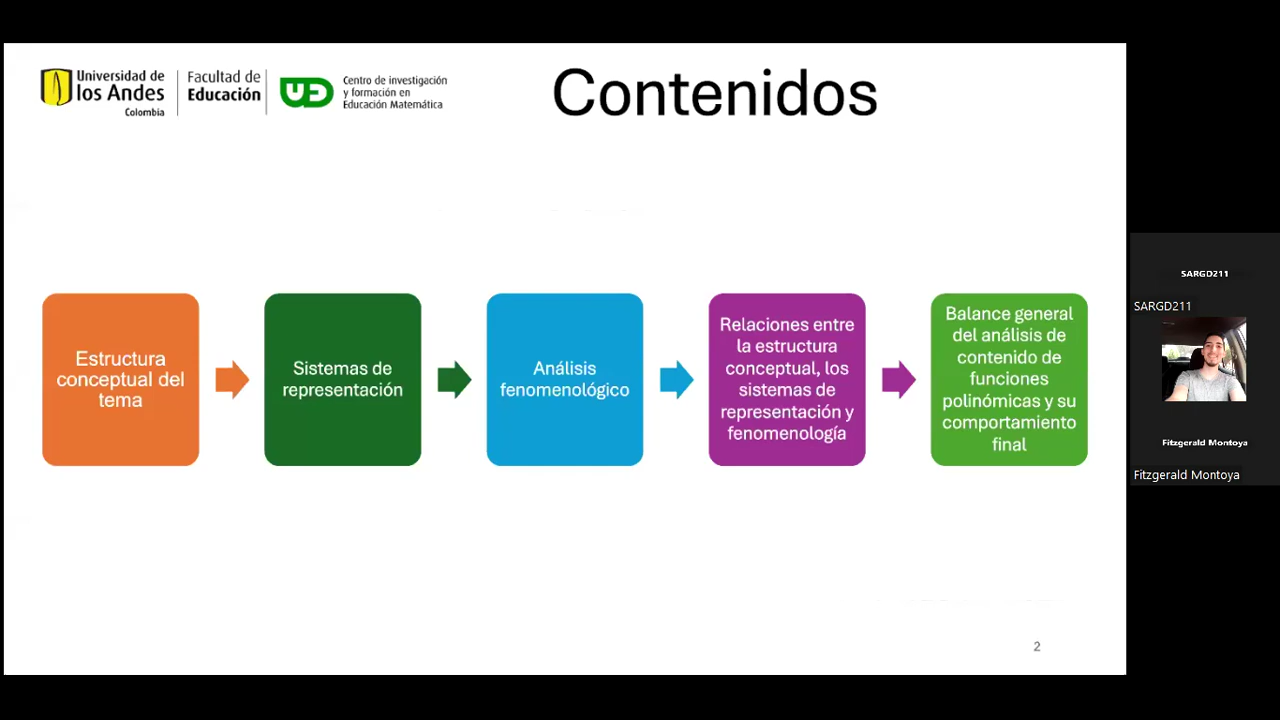 Universidad de
los Andes
Colombia
Facultad de
Educación
Centro de investigación
y formación en
Educación Matemática
Contenidos
Estructura
conceptual del
tema
Sistemas de
representación
Análisis
fenomenológico
Relaciones entre
la estructura
conceptual, los
sistemas de
representación y
fenomenología
Balance general
del análisis de
contenido de
funciones
polinómicas y su
comportamiento
final
2
SARGD211
SARGD211
Fitzgerald Montoya
Fitzgerald Montoya